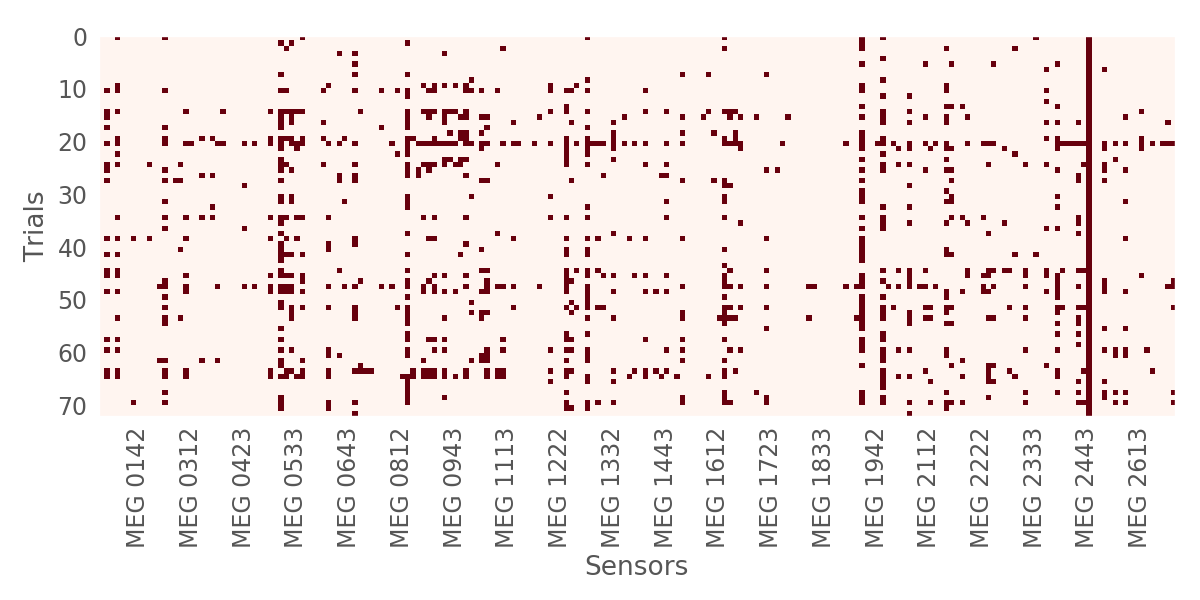 0
10
20
30
40
50
60
70
Trials
MEG 0142
MEG 0312
MEG 0423
MEG 0533
MEG 0643
MEG 0812
MEG 0943
MEG 1113
MEG 1222
MEG 1332
MEG 1443
MEG 1612
MEG 1723
MEG 1833
MEG 1942
MEG 2112
MEG 2222
MEG 2333
MEG 2443
MEG 2613
Sensors